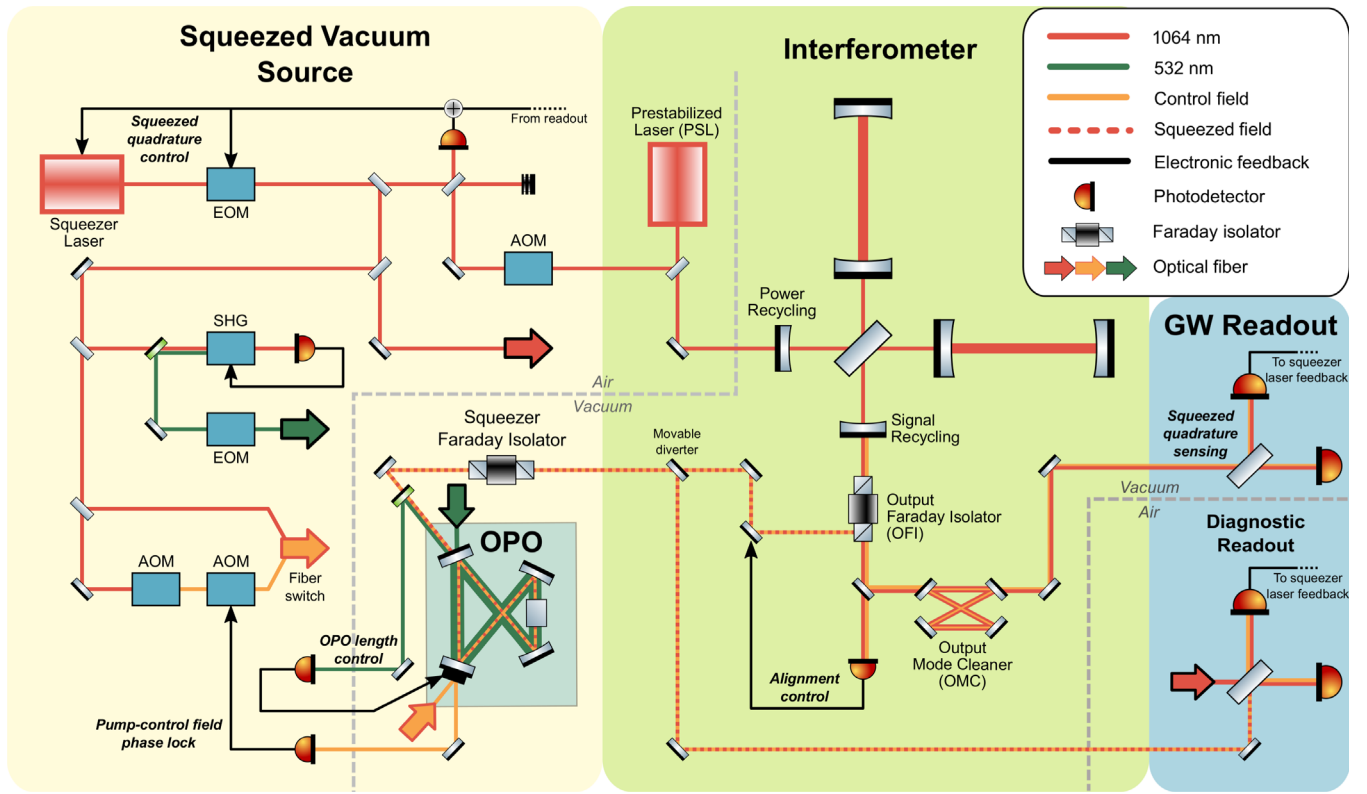 Squeezed Vacuum
Source
Interferometer
1064 nm
532 nm
Control field
Squeezed field
Electronic feedback
Photodetector
Faraday isolator
Optical fiber
Squeezed
quadrature
control
From readout
EOM
Squeezer
Laser
AOM
Prestabilized
Laser (PSL)
Power
Recycling
SHG
EOM
Air
Vacuum
GW Readout
To squeezer
laser feedback
Squeezed
quadrature
sensing
Squeezer
Faraday Isolator
Movable
diverter
Signal
Recycling
Output
Faraday Isolator
(OFI)
Vacuum
Air
Diagnostic
Readout
To squeezer
laser feedback
OPO
AOM
AOM
Fiber
switch
OPO length
control
Output
Mode Cleaner
(OMC)
Alignment
control
Pump-control field
phase lock